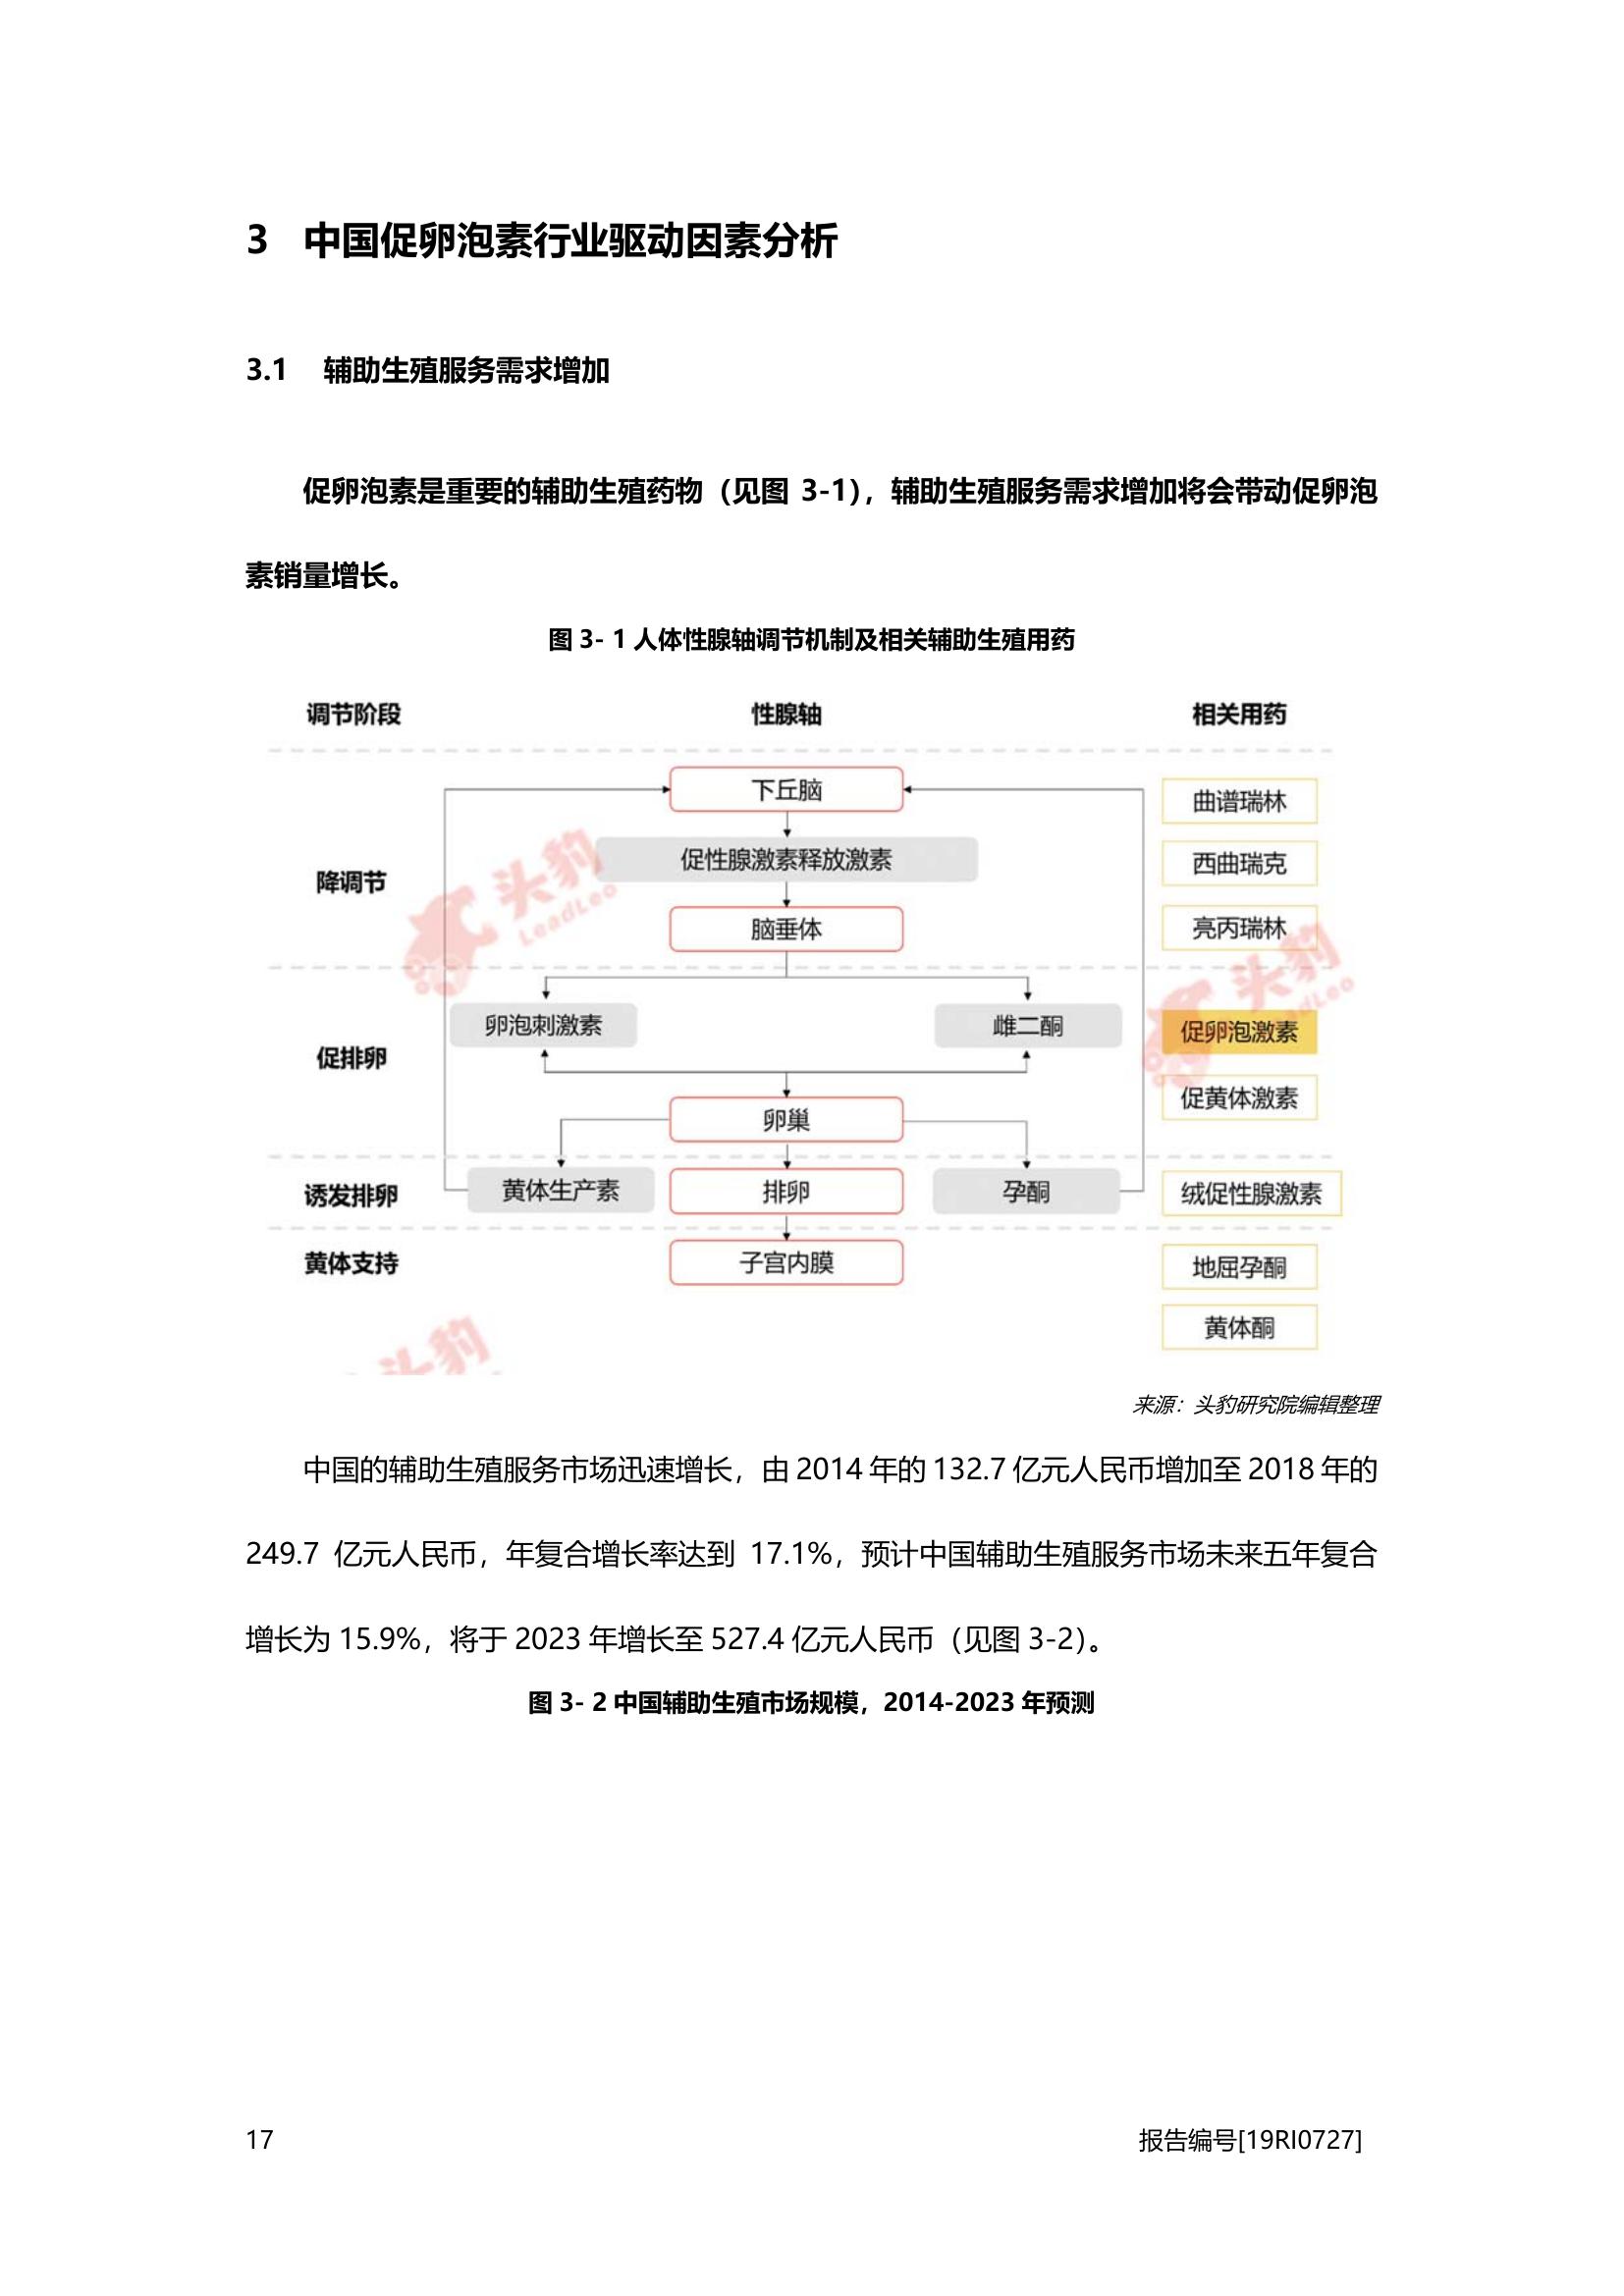 3 中国促卵泡素行业驱动因素分析
3.1 辅助生殖服务需求增加
促卵泡素是重要的辅助生殖药物（见图 3-1），辅助生殖服务需求增加将会带动促卵泡
素销量增长。
图 3- 1 人体性腺轴调节机制及相关辅助生殖用药
调节阶段 性腺轴 相关用药
下丘脑
曲谱瑞林
促性腺激素释放激素
西曲瑞克
降调节
脑垂体
亮丙瑞林
头豹
LeadLeo
头豹
LeadLeo
卵泡刺激素 雌二酮 促卵泡激素
促排卵
促黄体激素
卵巢
诱发排卵 黄体生产素 排卵 孕酮 绒促性腺激素
黄体支持 子宫内膜 地屈孕酮
黄体酮
头豹
来源：头豹研究院编辑整理
中国的辅助生殖服务市场迅速增长，由 2014 年的 132.7 亿元人民币增加至 2018 年的
249.7 亿元人民币，年复合增长率达到 17.1%，预计中国辅助生殖服务市场未来五年复合
增长为 15.9%，将于 2023 年增长至 527.4 亿元人民币（见图 3-2）。
图 3- 2 中国辅助生殖市场规模，2014-2023 年预测
17 报告编号[19RI0727]